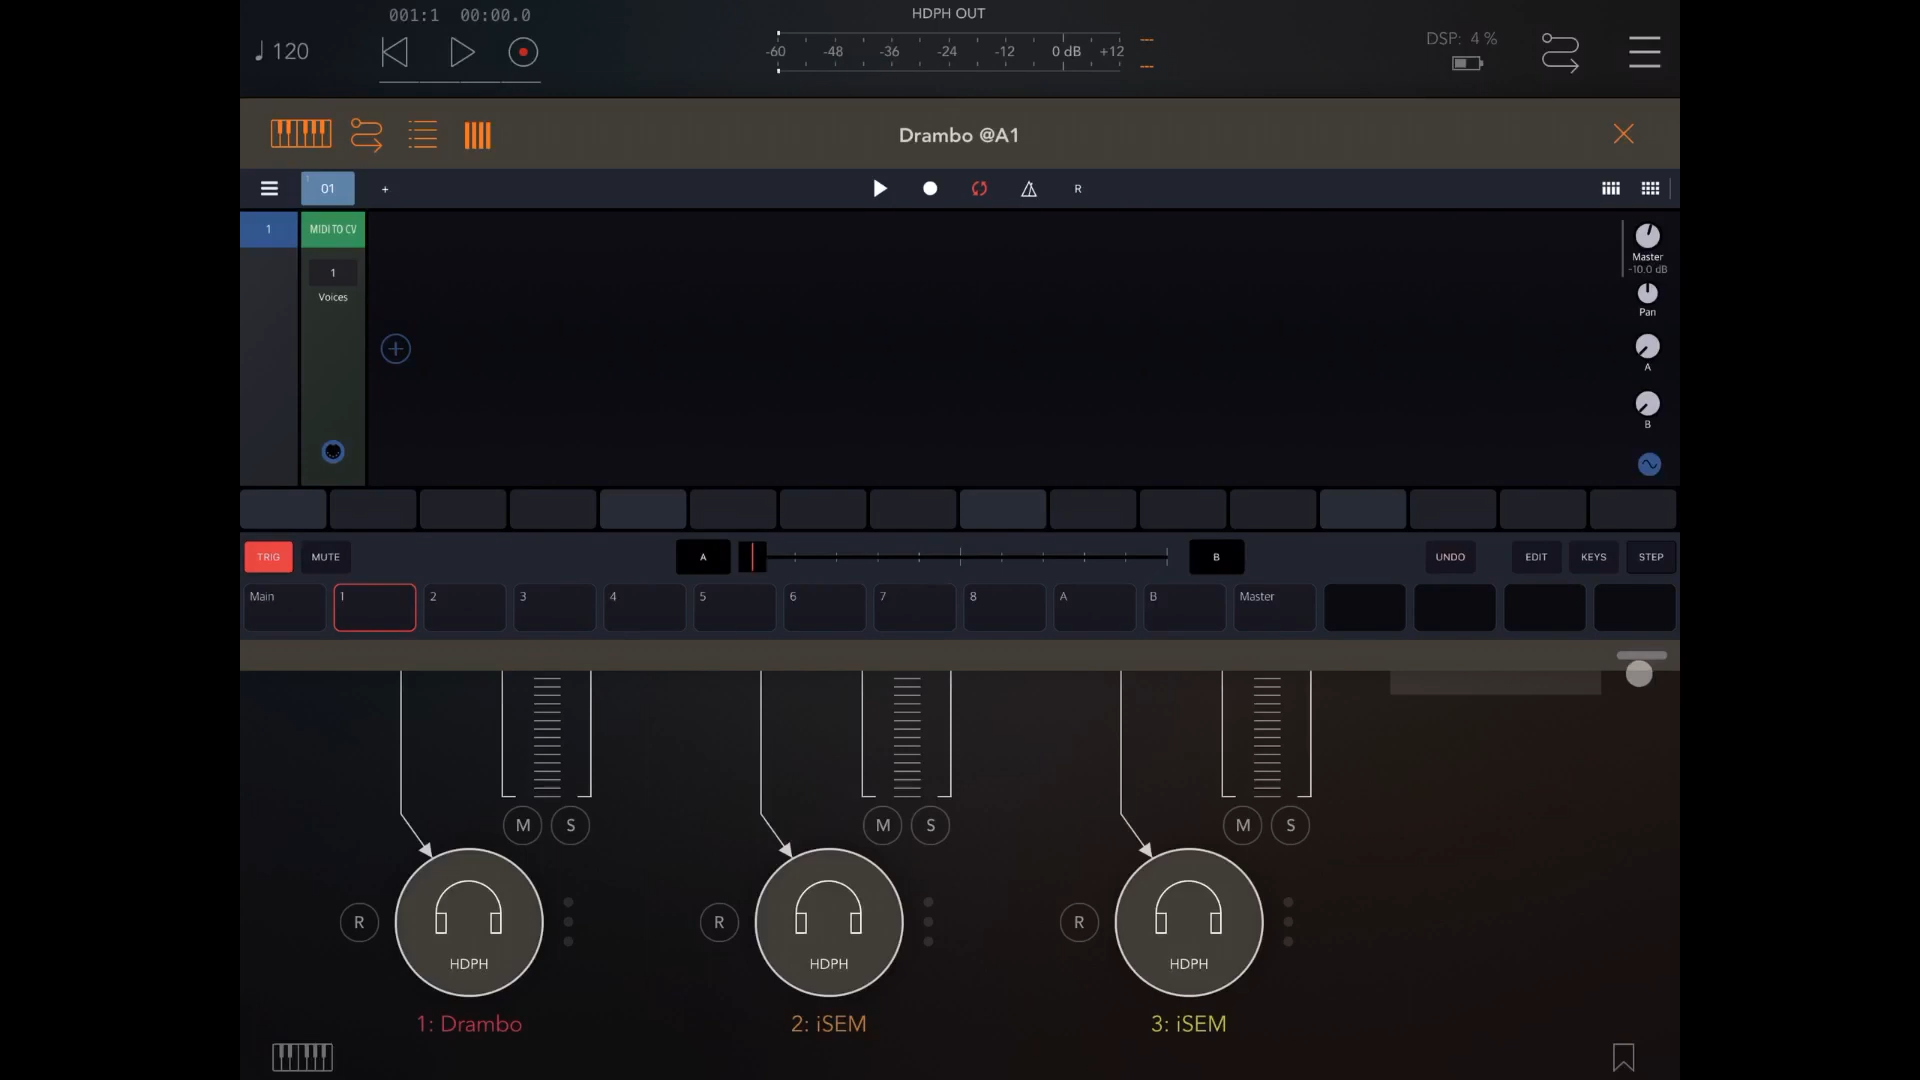 001:1 00:00.0
HDPH OUT
♩ 120
-60 -48 -36 -24 -12 0 dB +12
DSP: 4 %
Drambo @A1
1
01
+
R
1
MIDI TO CV
1
Voices
Master
-10.0 dB
Pan
A
B
TRIG
MUTE
A
B
UNDO
EDIT
KEYS
STEP
Main
1
2
3
4
5
6
7
8
A
B
Master
M S
M S
M S
R
HDPH
R
HDPH
R
HDPH
1: Drambo
2: iSEM
3: iSEM